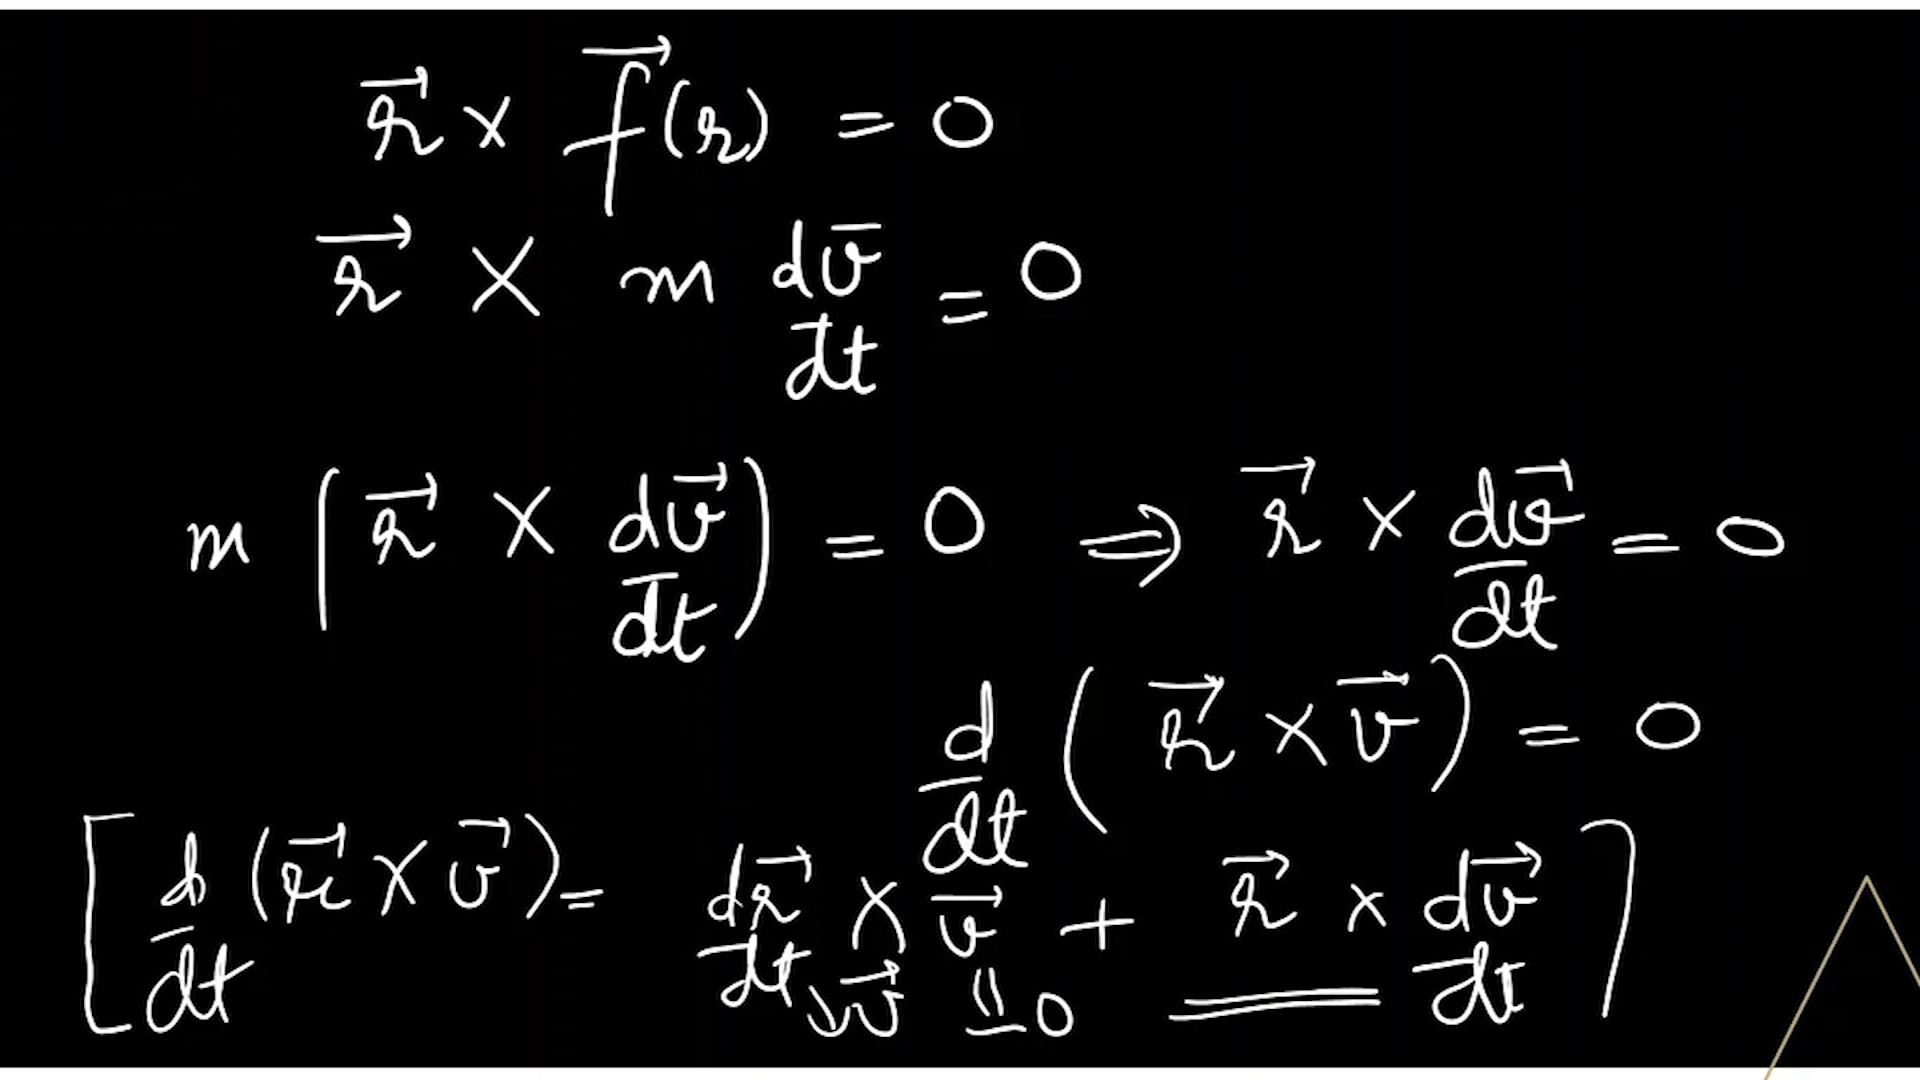 r⃗ × f⃗(r) = 0
r⃗ × m dv̄/dt = 0
m (r⃗ × dv⃗/dt) = 0 ⇒ r⃗ × dv⃗/dt = 0
d/dt (r⃗ × v⃗) = 0
[d/dt (r⃗ × v⃗) = dr⃗/dt × v⃗ + r⃗ × dv⃗/dt]
↘ v⃗ = 0